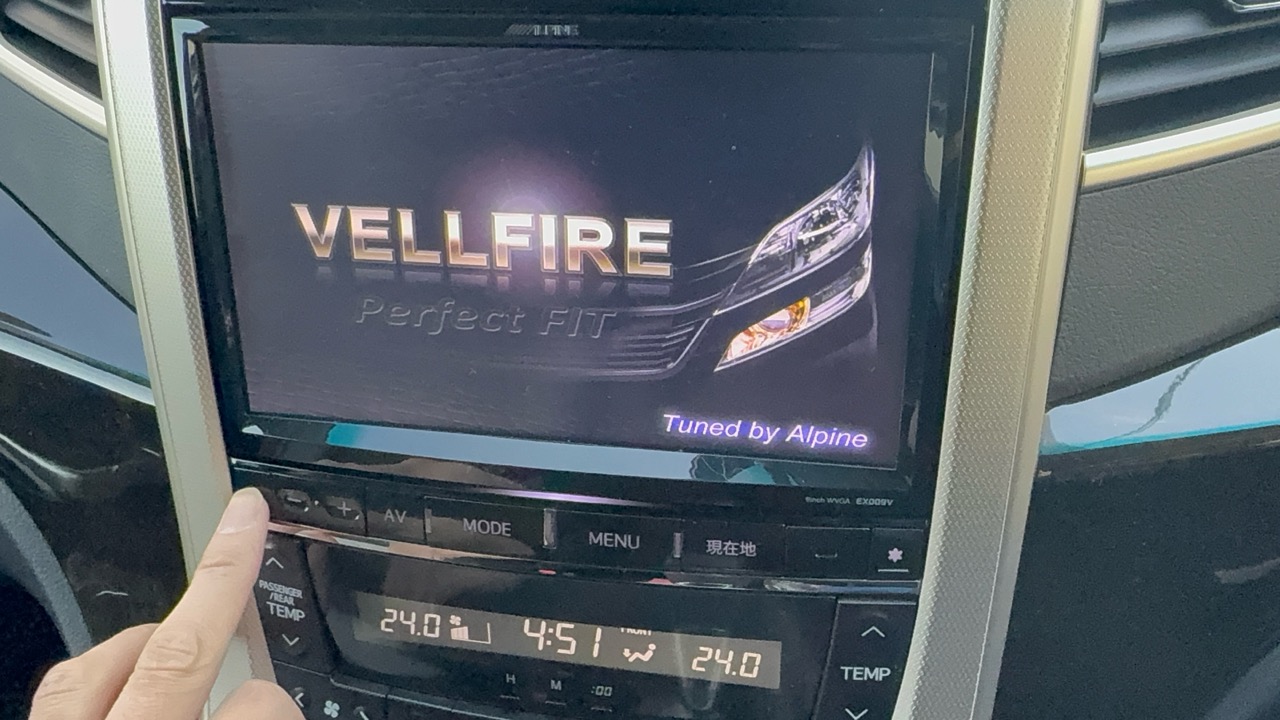 ALPINE
VELLFIRE
Perfect FIT
Tuned by Alpine
8inch WVGA EX009V
- · + AV MODE MENU 現在地
PASSENGER
/REAR
TEMP
24.0 4:51 FRONT 24.0
TEMP
H M :00